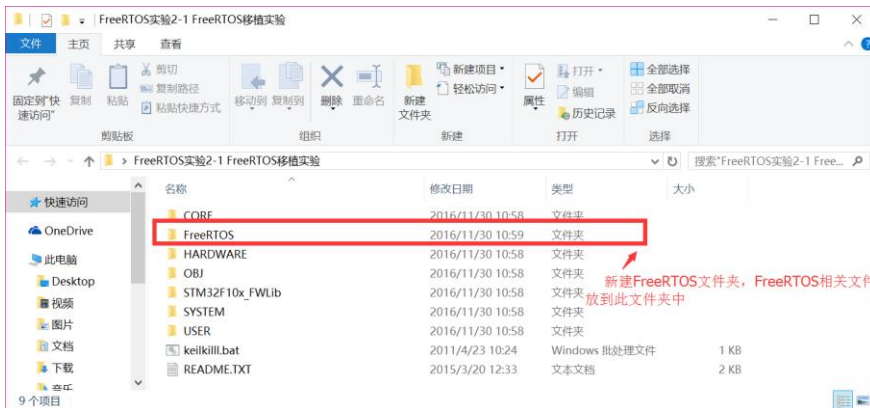 FreeRTOS实验2-1 FreeRTOS移植实验
文件 主页 共享 查看
固定到"快速访问"
复制
粘贴
剪切
复制路径
粘贴快捷方式
剪贴板
移动到 复制到 删除 重命名
组织
新建文件夹
新建项目
轻松访问
新建
属性
打开
编辑
历史记录
打开
全部选择
全部取消
反向选择
选择
FreeRTOS实验2-1 FreeRTOS移植实验
搜索"FreeRTOS实验2-1 Free...
快速访问
OneDrive
此电脑
Desktop
视频
图片
文档
下载
音乐
名称 修改日期 类型 大小
CORE 2016/11/30 10:58 文件夹
FreeRTOS 2016/11/30 10:59 文件夹
HARDWARE 2016/11/30 10:58 文件夹
OBJ 2016/11/30 10:58 文件夹
STM32F10x_FWLib 2016/11/30 10:58 文件夹
SYSTEM 2016/11/30 10:58 文件夹
USER 2016/11/30 10:58 文件夹
keilkilll.bat 2011/4/23 10:24 Windows 批处理文件 1 KB
README.TXT 2015/3/20 12:33 文本文档 2 KB
新建FreeRTOS文件夹，FreeRTOS相关文件
放到此文件夹中
9 个项目